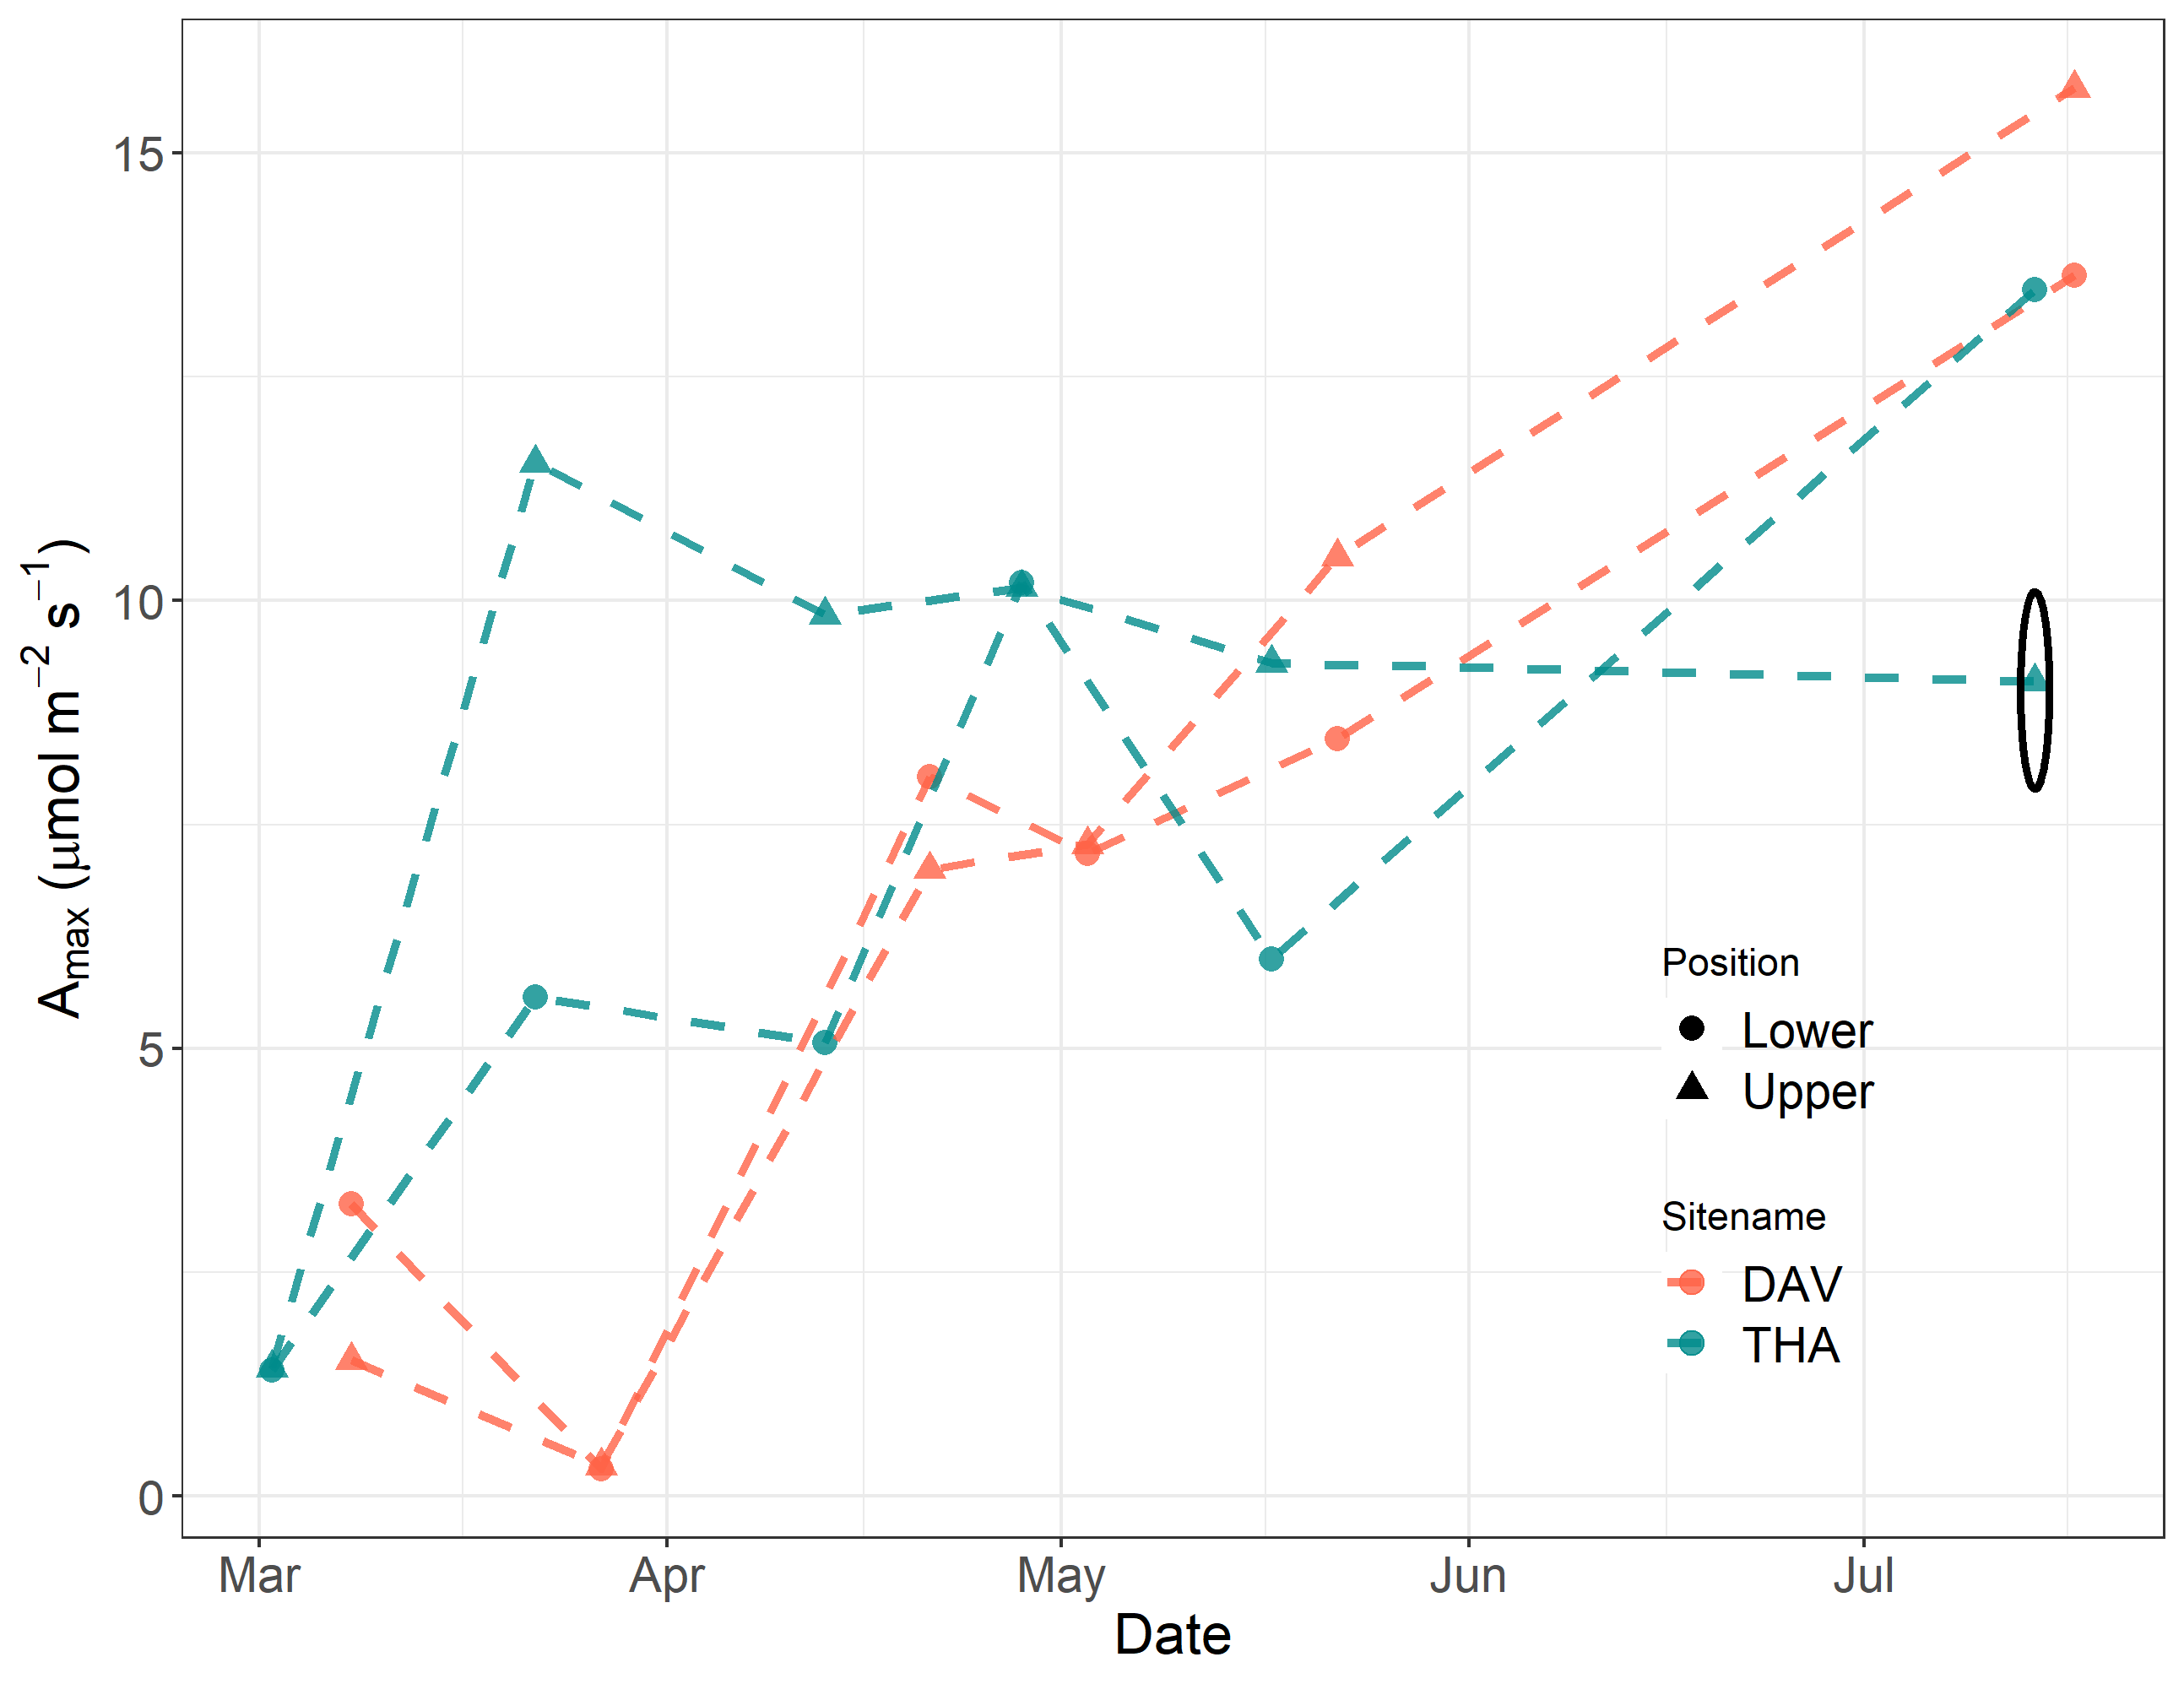 15
10
5
0
A_max (μmol m⁻² s⁻¹)
Mar Apr May Jun Jul
Date
Position
Lower
Upper
Sitename
DAV
THA